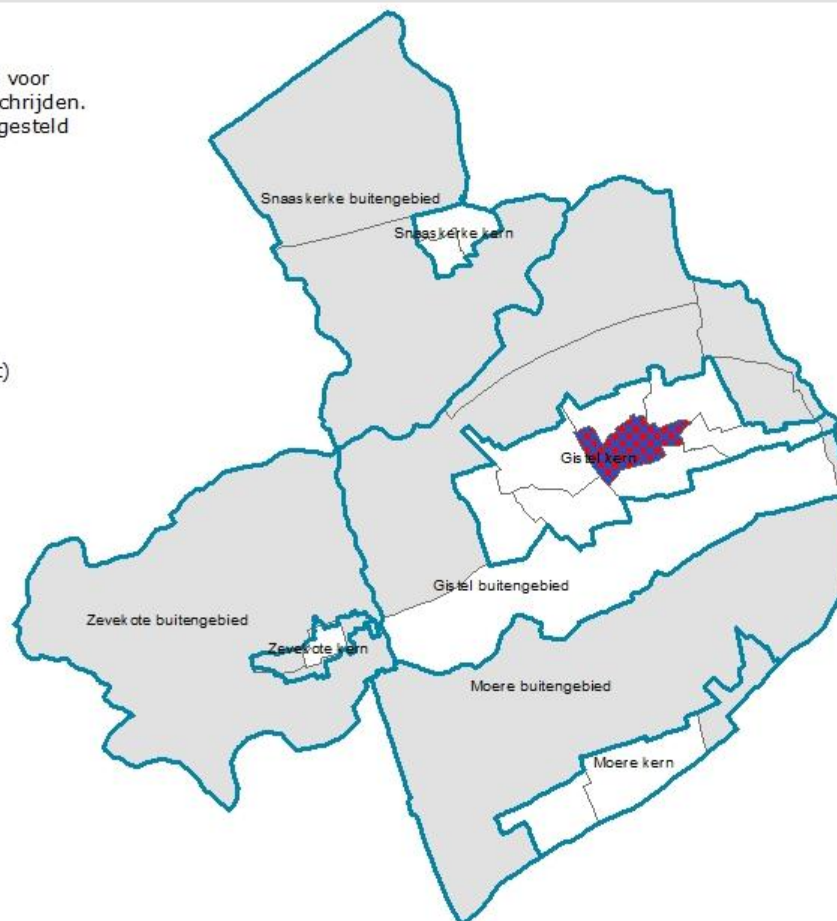 voor
chrijden.
gesteld
Snaaskerke buitengebied
Snaaskerke kern
:)
Gistel kern
Gistel buitengebied
Zevekote buitengebied
Zevekote kern
Moere buitengebied
Moere kern